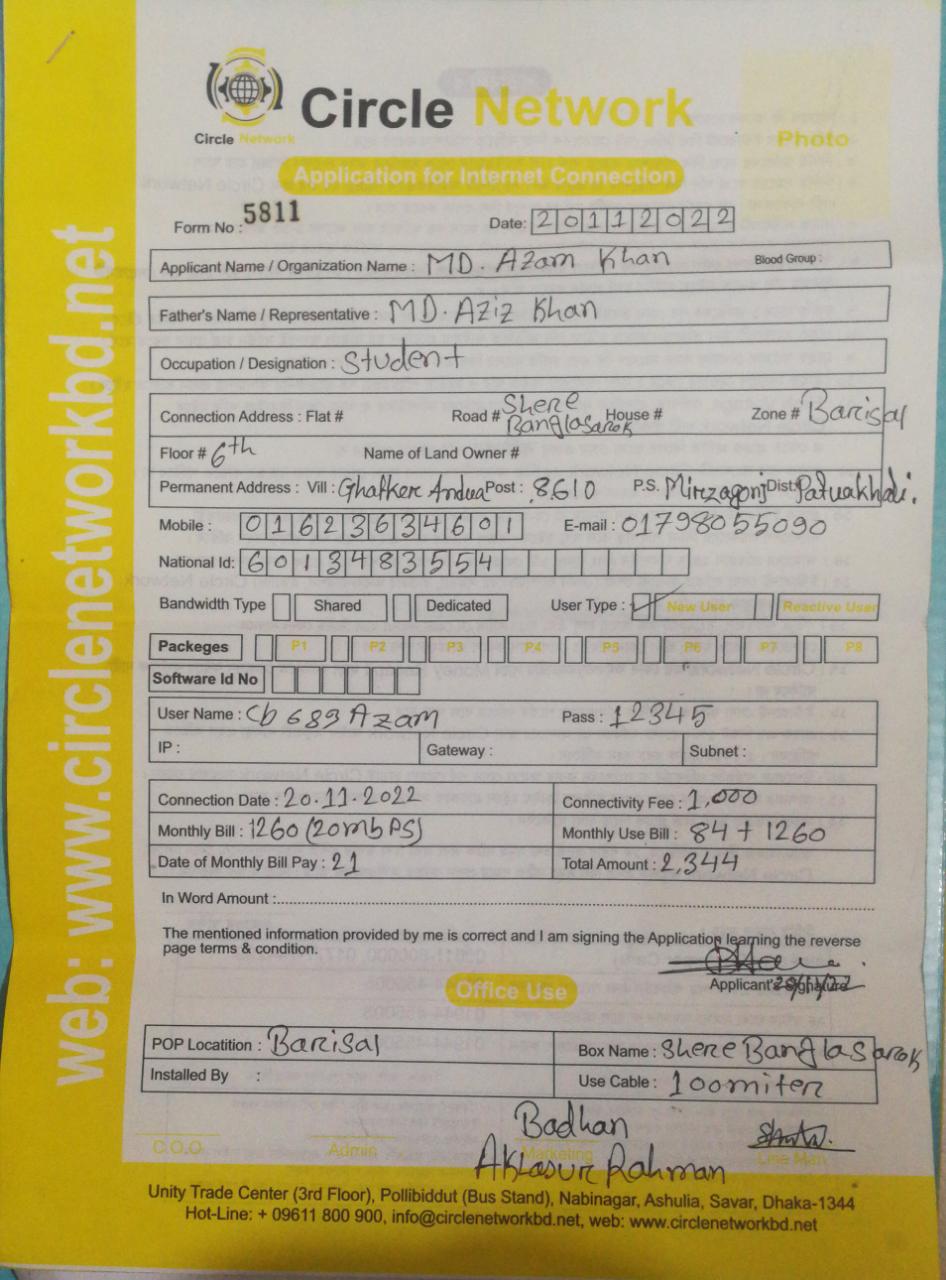 web: www.circlenetworkbd.net
Circle Network
Circle Network
Photo
Application for Internet Connection
Form No : 5811 Date: 20112022
Applicant Name / Organization Name : MD. Azam Khan Blood Group :
Father's Name / Representative : MD. Aziz Khan
Occupation / Designation : Student
Connection Address : Flat # Road # Shere Banglasarok House # Zone # Barisal
Floor # 6th Name of Land Owner #
Permanent Address : Vill : Ghatker Andua Post : 8610 P.S. Mirzagonj Dist: Patuakhali.
Mobile : 01623634601 E-mail : 01798055090
National Id: 6013483554
Bandwidth Type Shared Dedicated User Type : ✓ New User Reactive User
Packeges P1 P2 P3 P4 P5 P6 P7 P8
Software Id No
User Name : Cb 689 Azam Pass : 12345
IP : Gateway : Subnet :
Connection Date : 20.11.2022 Connectivity Fee : 1,000
Monthly Bill : 1260 (20mbPS) Monthly Use Bill : 84 + 1260
Date of Monthly Bill Pay : 21 Total Amount : 2,344
In Word Amount :
The mentioned information provided by me is correct and I am signing the Application learning the reverse
page terms & condition.
Applicant's Signature
Office Use
POP Locatition : Barisal Box Name : Shere Banglasarok
Installed By : Use Cable : 100miter
Badhan
C.O.O Admin Marketing Line Man
Aklasur Rahman
Unity Trade Center (3rd Floor), Pollibiddut (Bus Stand), Nabinagar, Ashulia, Savar, Dhaka-1344
Hot-Line: + 09611 800 900, info@circlenetworkbd.net, web: www.circlenetworkbd.net